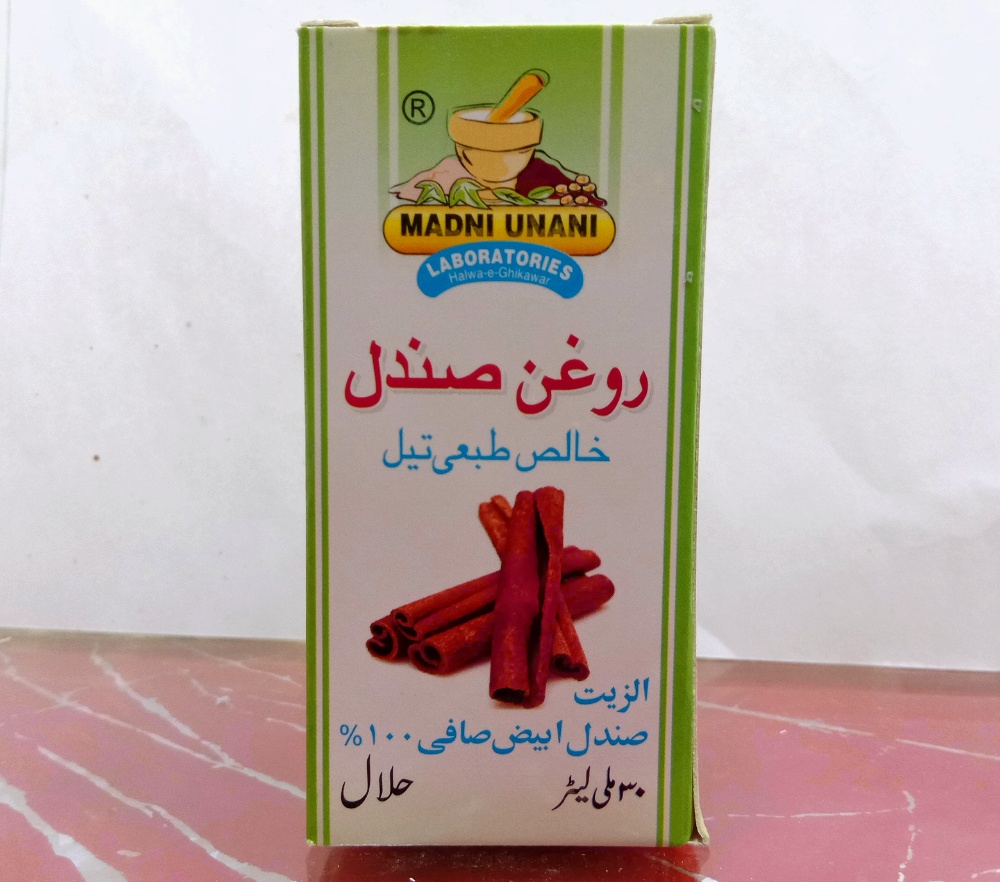 ®
MADNI UNANI
LABORATORIES
Halwa-e-Ghikawar
روغن صندل
خالص طبعی تیل
الزیت
صندل ابیض صافی ۱۰۰%
۳۰ ملی لیٹر
حلال